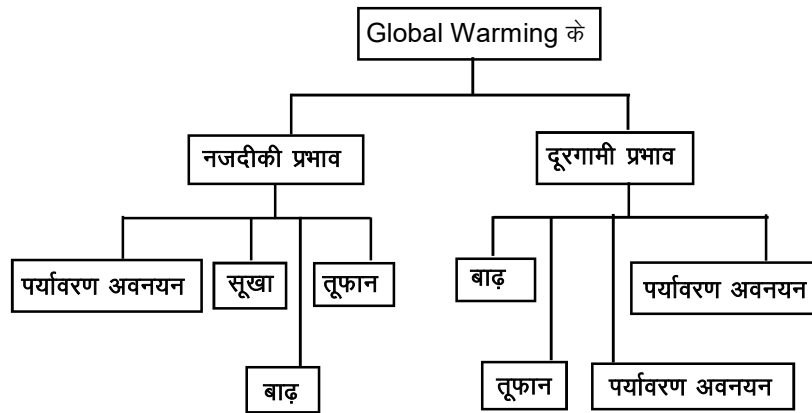 Global Warming के
नजदीकी प्रभाव
दूरगामी प्रभाव
पर्यावरण अवनयन
सूखा
तूफान
बाढ़
बाढ़
पर्यावरण अवनयन
तूफान
पर्यावरण अवनयन